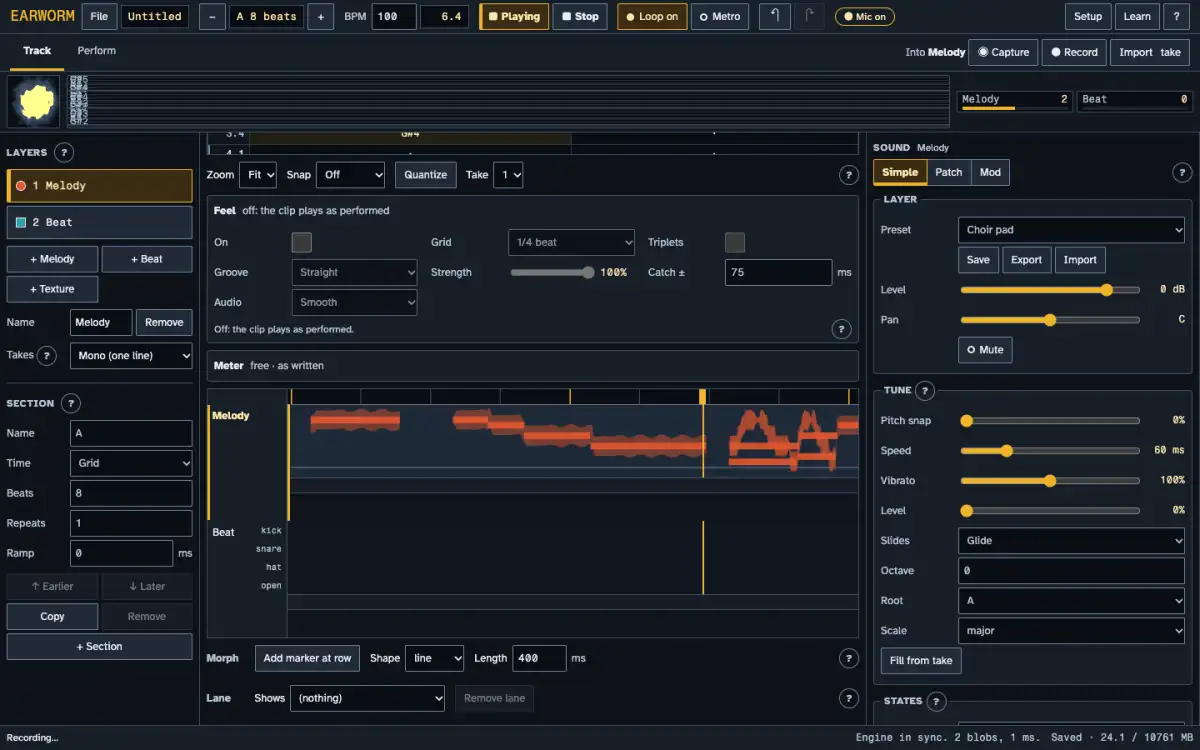 EARWORM File Untitled − A 8 beats + BPM 100 6.4 Playing Stop Loop on Metro Mic on Setup Learn ?
Track Perform Into Melody Capture Record Import take
Melody 2 Beat 0
LAYERS ?
1 Melody
2 Beat
+ Melody + Beat
+ Texture
Name Melody Remove
Takes ? Mono (one line)
SECTION ?
Name A
Time Grid
Beats 8
Repeats 1
Ramp 0 ms
↑ Earlier ↓ Later
Copy Remove
+ Section
3.4 G#4
4.1
Zoom Fit Snap Off Quantize Take 1 ?
Feel off: the clip plays as performed
On Grid 1/4 beat Triplets
Groove Straight Strength 100% Catch ± 75 ms
Audio Smooth
Off: the clip plays as performed. ?
Meter free · as written
Melody
Beat kick
snare
hat
open
Morph Add marker at row Shape line Length 400 ms ?
Lane Shows (nothing) Remove lane ?
SOUND Melody
Simple Patch Mod ?
LAYER
Preset Choir pad
Save Export Import
Level 0 dB
Pan C
Mute
TUNE ?
Pitch snap 0%
Speed 60 ms
Vibrato 100%
Level 0%
Slides Glide
Octave 0
Root A
Scale major
Fill from take
STATES ?
Recording… Engine in sync. 2 blobs, 1 ms. Saved · 24.1 / 10761 MB